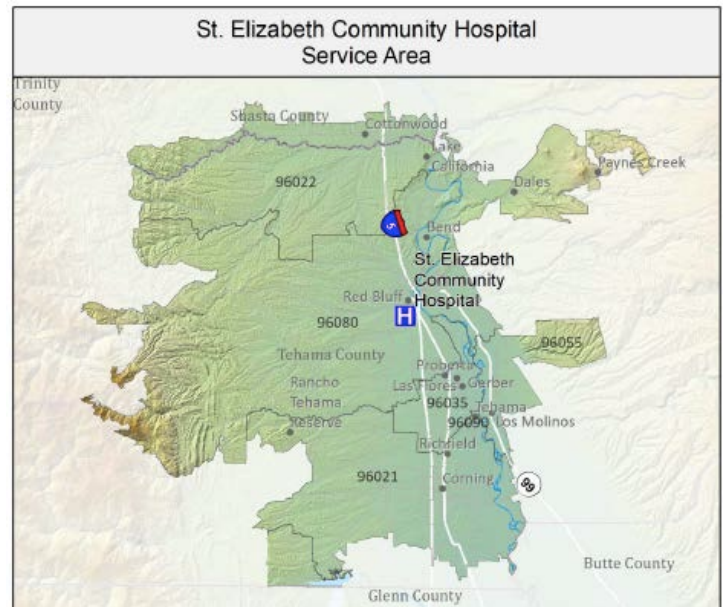 St. Elizabeth Community Hospital
Service Area
Trinity
County
Shasta County
Cottonwood
Lake
California
Paynes Creek
96022
Dales
5
Bend
St. Elizabeth
Community
Hospital
Red Bluff
H
96080
96055
Tehama County
Proberta
Rancho
Tehama
Reserve
Las Flores
Gerber
96035
Tehama
96090
Los Molinos
Richfield
96021
Corning
99
Butte County
Glenn County